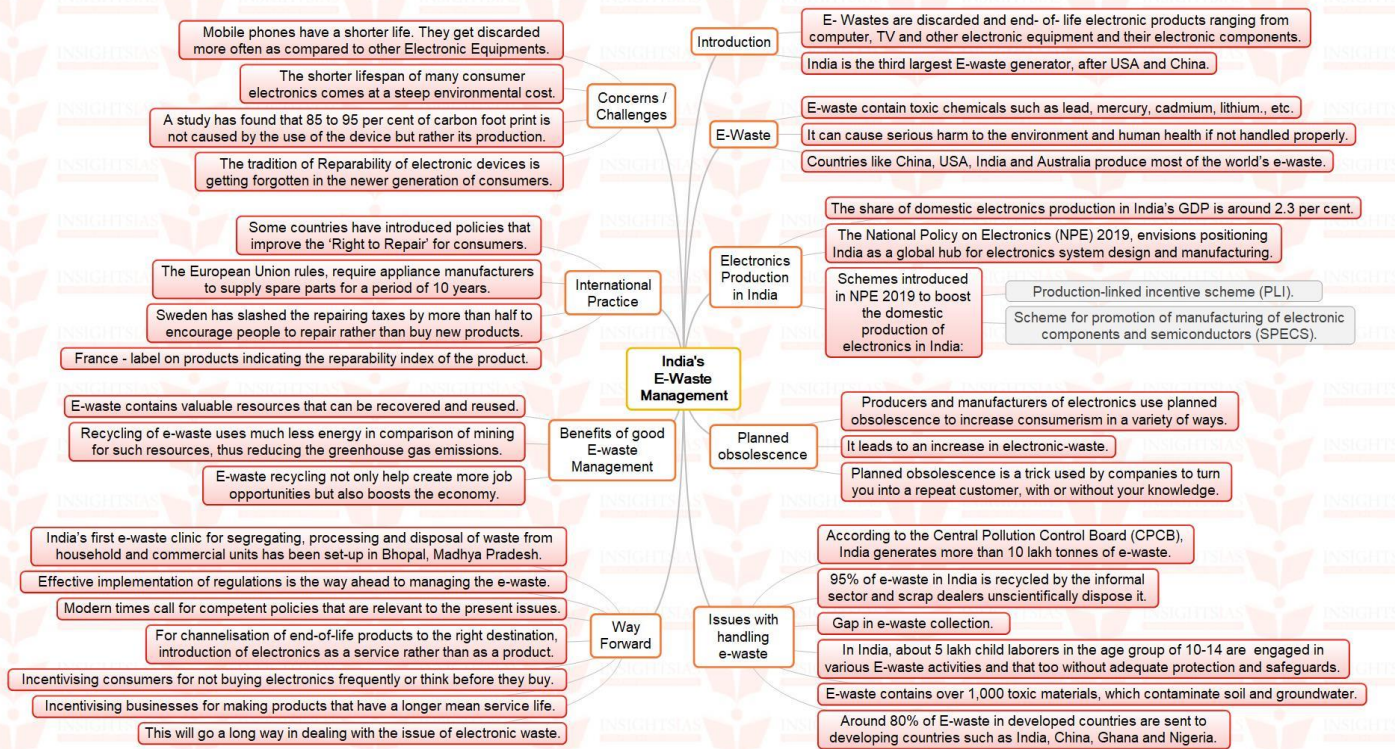 India's
E-Waste
Management
Introduction
E- Wastes are discarded and end- of- life electronic products ranging from
computer, TV and other electronic equipment and their electronic components.
India is the third largest E-waste generator, after USA and China.
E-Waste
E-waste contain toxic chemicals such as lead, mercury, cadmium, lithium., etc.
It can cause serious harm to the environment and human health if not handled properly.
Countries like China, USA, India and Australia produce most of the world's e-waste.
Electronics
Production
in India
The share of domestic electronics production in India's GDP is around 2.3 per cent.
The National Policy on Electronics (NPE) 2019, envisions positioning
India as a global hub for electronics system design and manufacturing.
Schemes introduced
in NPE 2019 to boost
the domestic
production of
electronics in India:
Production-linked incentive scheme (PLI).
Scheme for promotion of manufacturing of electronic
components and semiconductors (SPECS).
Planned
obsolescence
Producers and manufacturers of electronics use planned
obsolescence to increase consumerism in a variety of ways.
It leads to an increase in electronic-waste.
Planned obsolescence is a trick used by companies to turn
you into a repeat customer, with or without your knowledge.
Issues with
handling
e-waste
According to the Central Pollution Control Board (CPCB),
India generates more than 10 lakh tonnes of e-waste.
95% of e-waste in India is recycled by the informal
sector and scrap dealers unscientifically dispose it.
Gap in e-waste collection.
In India, about 5 lakh child laborers in the age group of 10-14 are engaged in
various E-waste activities and that too without adequate protection and safeguards.
E-waste contains over 1,000 toxic materials, which contaminate soil and groundwater.
Around 80% of E-waste in developed countries are sent to
developing countries such as India, China, Ghana and Nigeria.
Concerns /
Challenges
Mobile phones have a shorter life. They get discarded
more often as compared to other Electronic Equipments.
The shorter lifespan of many consumer
electronics comes at a steep environmental cost.
A study has found that 85 to 95 per cent of carbon foot print is
not caused by the use of the device but rather its production.
The tradition of Reparability of electronic devices is
getting forgotten in the newer generation of consumers.
International
Practice
Some countries have introduced policies that
improve the 'Right to Repair' for consumers.
The European Union rules, require appliance manufacturers
to supply spare parts for a period of 10 years.
Sweden has slashed the repairing taxes by more than half to
encourage people to repair rather than buy new products.
France - label on products indicating the reparability index of the product.
Benefits of good
E-waste
Management
E-waste contains valuable resources that can be recovered and reused.
Recycling of e-waste uses much less energy in comparison of mining
for such resources, thus reducing the greenhouse gas emissions.
E-waste recycling not only help create more job
opportunities but also boosts the economy.
Way
Forward
India's first e-waste clinic for segregating, processing and disposal of waste from
household and commercial units has been set-up in Bhopal, Madhya Pradesh.
Effective implementation of regulations is the way ahead to managing the e-waste.
Modern times call for competent policies that are relevant to the present issues.
For channelisation of end-of-life products to the right destination,
introduction of electronics as a service rather than as a product.
Incentivising consumers for not buying electronics frequently or think before they buy.
Incentivising businesses for making products that have a longer mean service life.
This will go a long way in dealing with the issue of electronic waste.
INSIGHTSIAS